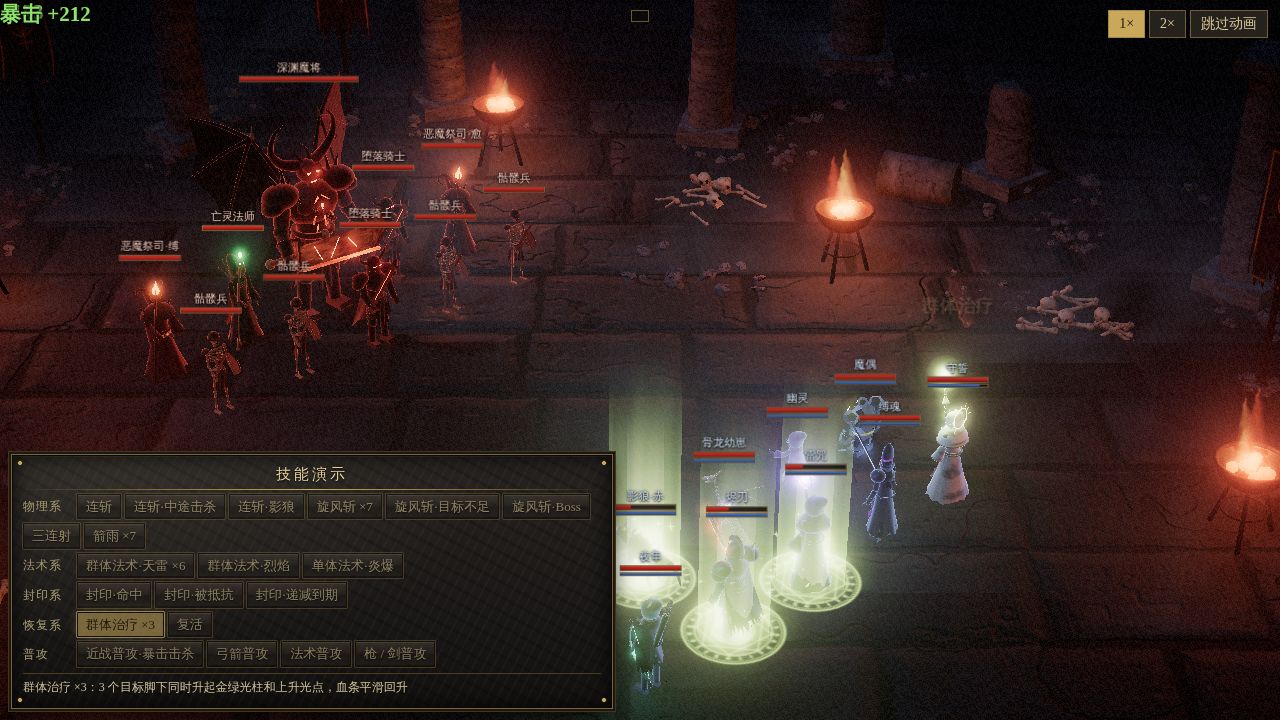 暴击 +212
1×
2×
跳过动画
深渊魔将
恶魔祭司·愈
堕落骑士
骷髅兵
骷髅兵
堕落骑士
亡灵法师
恶魔祭司·缚
骷髅兵
骷髅兵
群体治疗
魔偶
守誓
幽灵
缚魂
骨龙幼崽
影狼·赤
技能演示
物理系 连斩 连斩·中途击杀 连斩·影狼 旋风斩 ×7 旋风斩·目标不足 旋风斩·Boss
三连射 箭雨 ×7
法术系 群体法术·天雷 ×6 群体法术·烈焰 单体法术·炎爆
封印系 封印·命中 封印·被抵抗 封印·递减到期
恢复系 群体治疗 ×3 复活
普攻 近战普攻·暴击击杀 弓箭普攻 法术普攻 枪 / 剑普攻
群体治疗 ×3：3 个目标脚下同时升起金绿光柱和上升光点，血条平滑回升